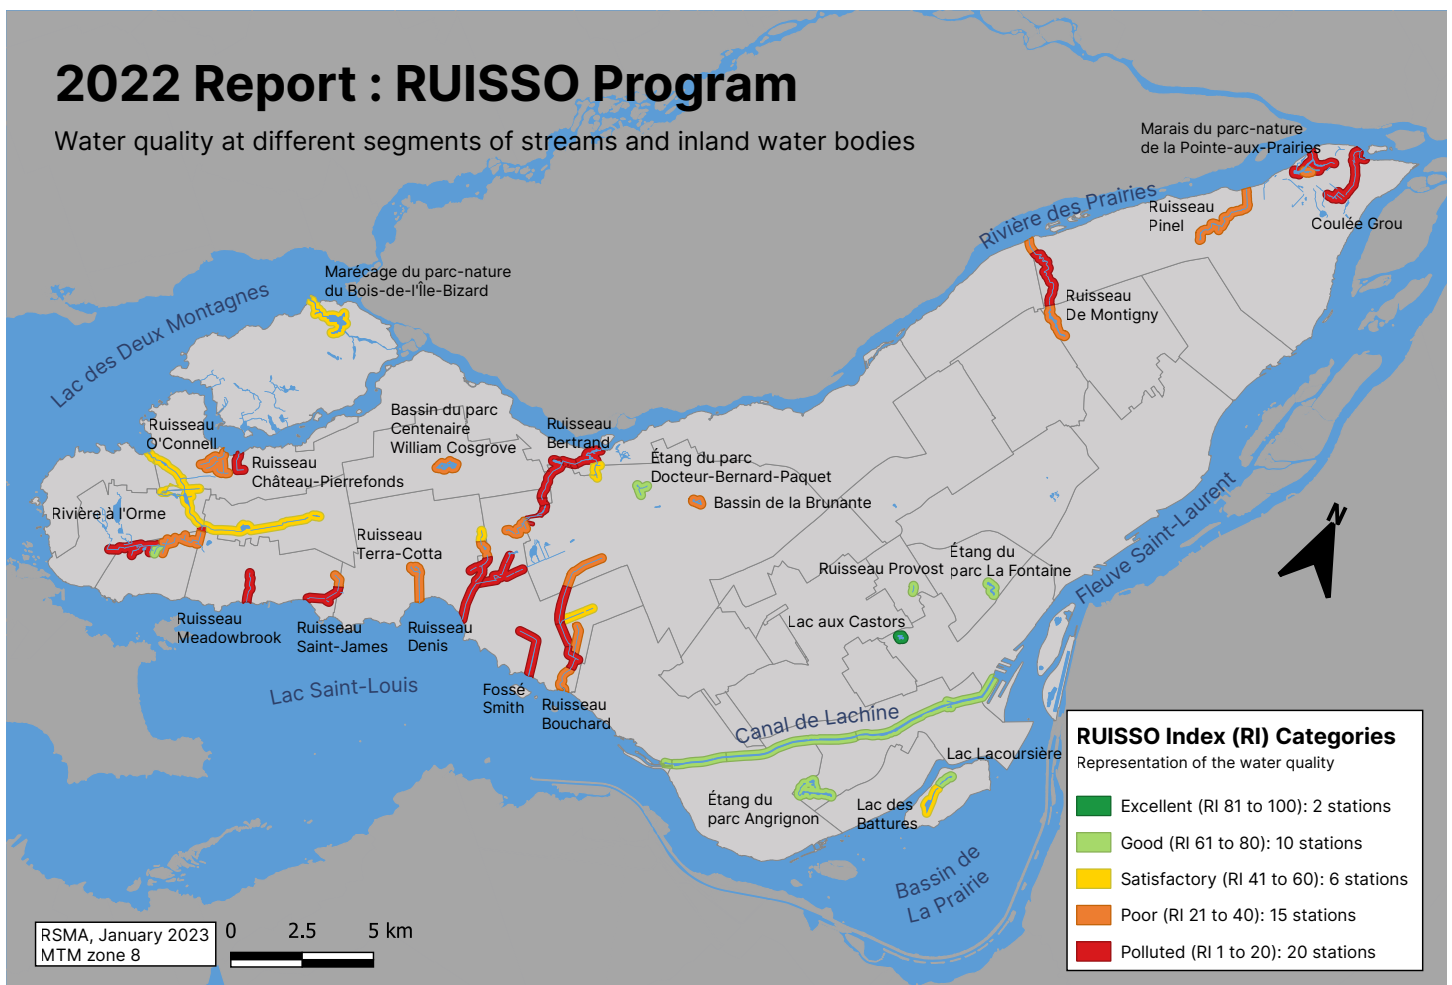 2022 Report : RUISSO Program
Water quality at different segments of streams and inland water bodies
Marais du parc-nature
de la Pointe-aux-Prairies
Rivière des Prairies
Ruisseau
Pinel
Coulée Grou
Marécage du parc-nature
du Bois-de-l'Île-Bizard
Lac des Deux Montagnes
Ruisseau
De Montigny
Ruisseau
O'Connell
Bassin du parc
Centenaire
William Cosgrove
Ruisseau
Bertrand
Ruisseau
Château-Pierrefonds
Étang du parc
Docteur-Bernard-Paquet
Bassin de la Brunante
Rivière à l'Orme
Ruisseau
Terra-Cotta
Fleuve Saint-Laurent
N
Étang du
parc La Fontaine
Ruisseau Provost
Ruisseau
Meadowbrook
Ruisseau
Saint-James
Ruisseau
Denis
Lac aux Castors
Lac Saint-Louis
Fossé
Smith
Ruisseau
Bouchard
Canal de Lachine
Lac Lacoursière
Étang du
parc Angrignon
Lac des
Battures
Bassin de
La Prairie
RUISSO Index (RI) Categories
Representation of the water quality
Excellent (RI 81 to 100): 2 stations
Good (RI 61 to 80): 10 stations
Satisfactory (RI 41 to 60): 6 stations
Poor (RI 21 to 40): 15 stations
Polluted (RI 1 to 20): 20 stations
RSMA, January 2023
MTM zone 8
0 2.5 5 km